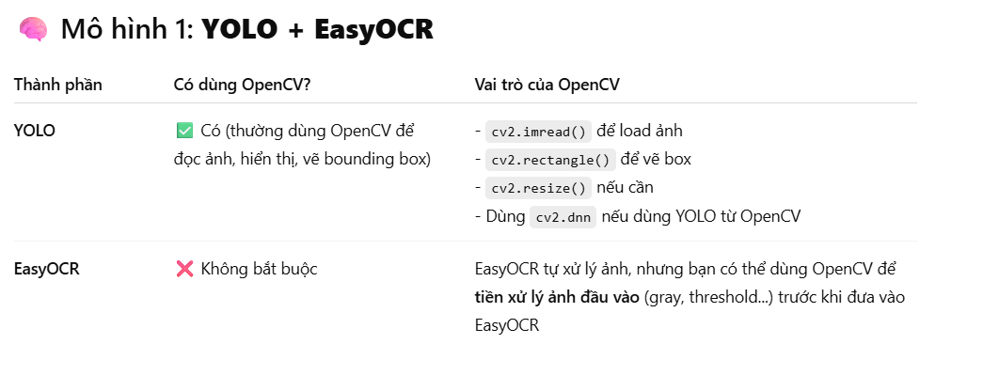 🧠 Mô hình 1: YOLO + EasyOCR
Thành phần Có dùng OpenCV? Vai trò của OpenCV
YOLO ✅ Có (thường dùng OpenCV để
đọc ảnh, hiển thị, vẽ bounding box)
- cv2.imread() để load ảnh
- cv2.rectangle() để vẽ box
- cv2.resize() nếu cần
- Dùng cv2.dnn nếu dùng YOLO từ OpenCV
EasyOCR ❌ Không bắt buộc
EasyOCR tự xử lý ảnh, nhưng bạn có thể dùng OpenCV để
tiền xử lý ảnh đầu vào (gray, threshold...) trước khi đưa vào
EasyOCR